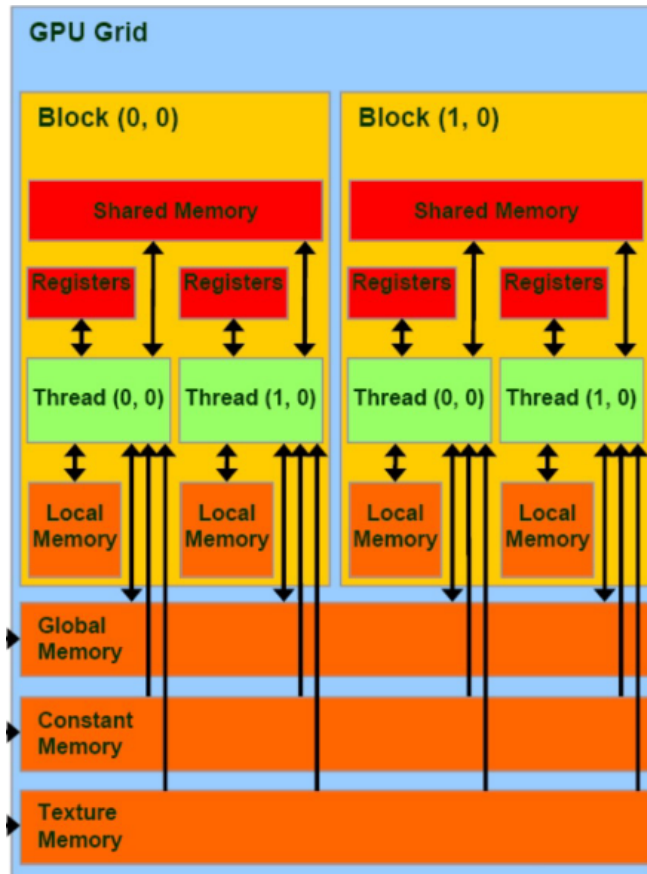 GPU Grid
Block (0, 0)
Shared Memory
Registers
Registers
Thread (0, 0)
Thread (1, 0)
Local
Memory
Local
Memory
Block (1, 0)
Shared Memory
Registers
Registers
Thread (0, 0)
Thread (1, 0)
Local
Memory
Local
Memory
Global
Memory
Constant
Memory
Texture
Memory